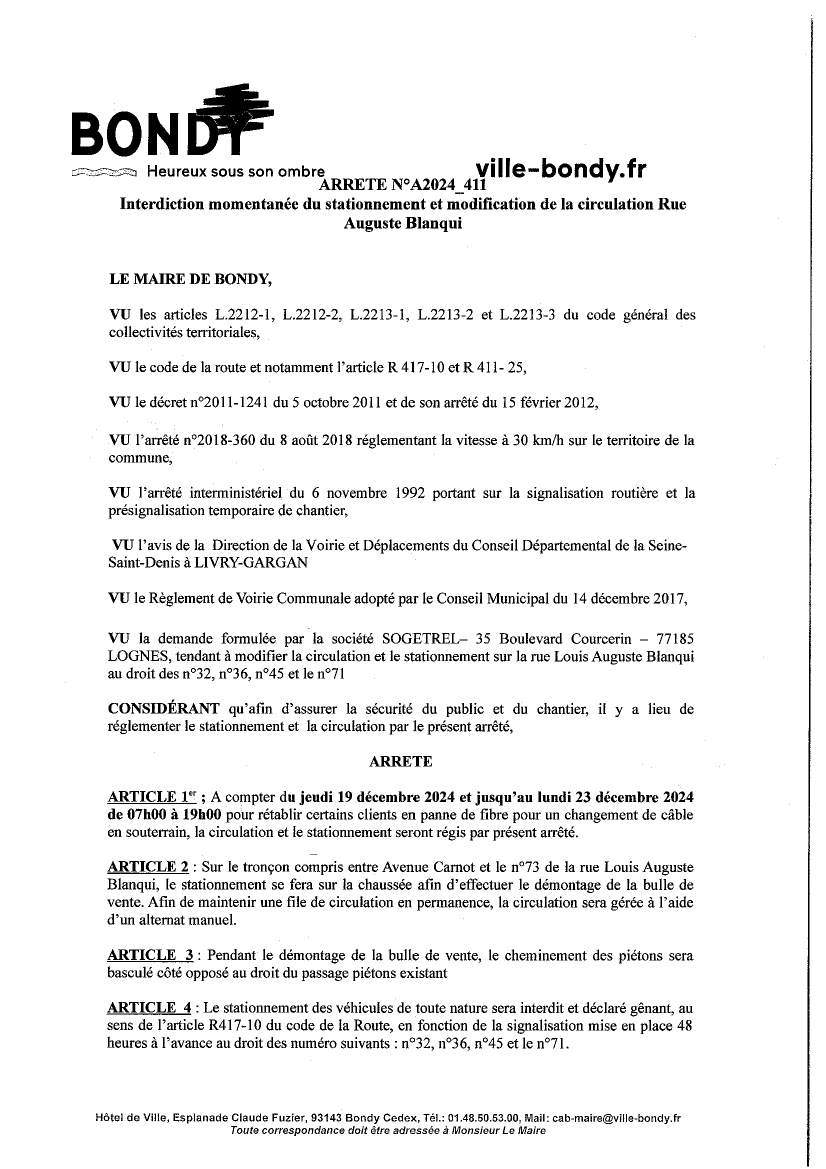 BONDY
Heureux sous son ombre
ville-bondy.fr
ARRETE N°A2024_411
Interdiction momentanée du stationnement et modification de la circulation Rue
Auguste Blanqui
LE MAIRE DE BONDY,
VU les articles L.2212-1, L.2212-2, L.2213-1, L.2213-2 et L.2213-3 du code général des
collectivités territoriales,
VU le code de la route et notamment l'article R 417-10 et R 411- 25,
VU le décret n°2011-1241 du 5 octobre 2011 et de son arrêté du 15 février 2012,
VU l'arrêté n°2018-360 du 8 août 2018 réglementant la vitesse à 30 km/h sur le territoire de la
commune,
VU l'arrêté interministériel du 6 novembre 1992 portant sur la signalisation routière et la
présignalisation temporaire de chantier,
VU l'avis de la Direction de la Voirie et Déplacements du Conseil Départemental de la Seine-
Saint-Denis à LIVRY-GARGAN
VU le Règlement de Voirie Communale adopté par le Conseil Municipal du 14 décembre 2017,
VU la demande formulée par la société SOGETREL– 35 Boulevard Courcerin – 77185
LOGNES, tendant à modifier la circulation et le stationnement sur la rue Louis Auguste Blanqui
au droit des n°32, n°36, n°45 et le n°71
CONSIDÉRANT qu'afin d'assurer la sécurité du public et du chantier, il y a lieu de
réglementer le stationnement et la circulation par le présent arrêté,
ARRETE
ARTICLE 1er ; A compter du jeudi 19 décembre 2024 et jusqu'au lundi 23 décembre 2024
de 07h00 à 19h00 pour rétablir certains clients en panne de fibre pour un changement de câble
en souterrain, la circulation et le stationnement seront régis par présent arrêté.
ARTICLE 2 : Sur le tronçon compris entre Avenue Carnot et le n°73 de la rue Louis Auguste
Blanqui, le stationnement se fera sur la chaussée afin d'effectuer le démontage de la bulle de
vente. Afin de maintenir une file de circulation en permanence, la circulation sera gérée à l'aide
d'un alternat manuel.
ARTICLE 3 : Pendant le démontage de la bulle de vente, le cheminement des piétons sera
basculé côté opposé au droit du passage piétons existant
ARTICLE 4 : Le stationnement des véhicules de toute nature sera interdit et déclaré gênant, au
sens de l'article R417-10 du code de la Route, en fonction de la signalisation mise en place 48
heures à l'avance au droit des numéro suivants : n°32, n°36, n°45 et le n°71.
Hôtel de Ville, Esplanade Claude Fuzier, 93143 Bondy Cedex, Tél.: 01.48.50.53.00, Mail: cab-maire@ville-bondy.fr
Toute correspondance doit être adressée à Monsieur Le Maire